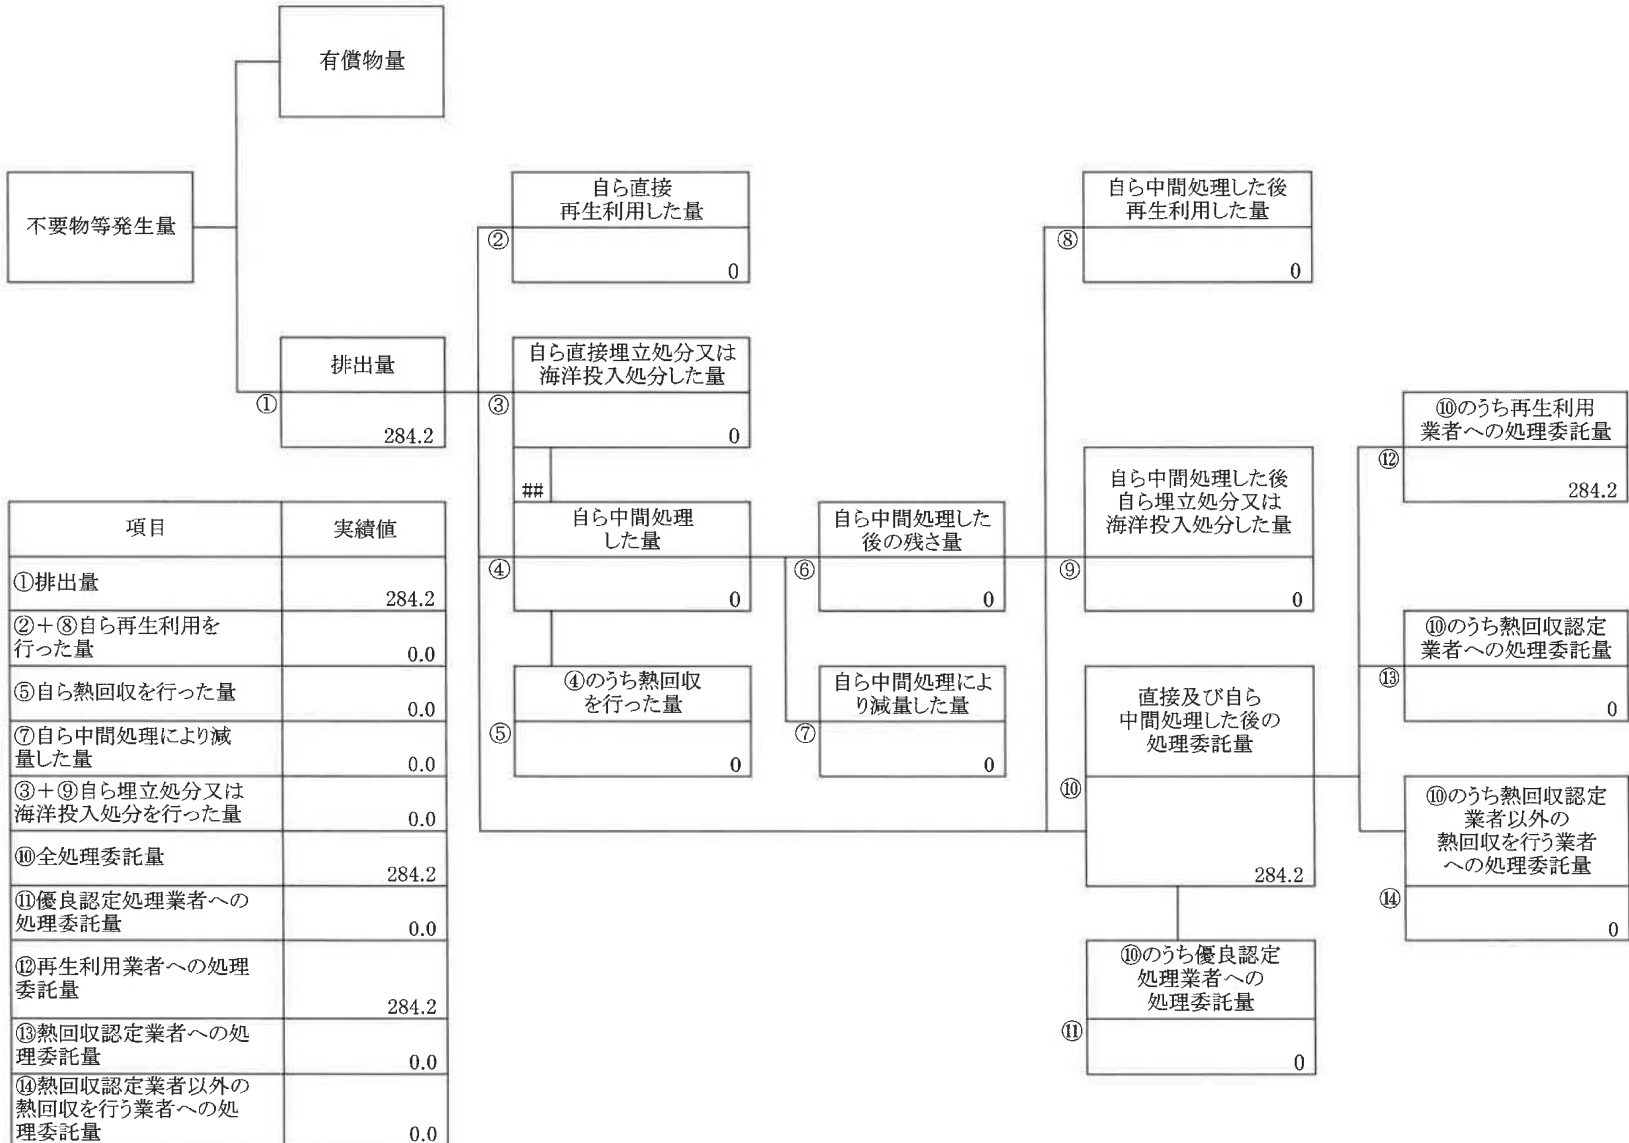 有償物量
不要物等発生量
自ら直接
再生利用した量
②
0
自ら中間処理した後
再生利用した量
⑧
0
排出量
①
284.2
自ら直接埋立処分又は
海洋投入処分した量
③
0
##
⑩のうち再生利用
業者への処理委託量
⑫
284.2
自ら中間処理
した量
④
0
自ら中間処理した
後の残さ量
⑥
0
自ら中間処理した後
自ら埋立処分又は
海洋投入処分した量
⑨
0
⑩のうち熱回収認定
業者への処理委託量
⑬
0
④のうち熱回収
を行った量
⑤
0
自ら中間処理によ
り減量した量
⑦
0
直接及び自ら
中間処理した後の
処理委託量
⑩
284.2
⑩のうち熱回収認定
業者以外の
熱回収を行う業者
への処理委託量
⑭
0
⑩のうち優良認定
処理業者への
処理委託量
⑪
0
項目 実績値
①排出量
284.2
②+⑧自ら再生利用を
行った量
0.0
⑤自ら熱回収を行った量
0.0
⑦自ら中間処理により減
量した量
0.0
③+⑨自ら埋立処分又は
海洋投入処分を行った量
0.0
⑩全処理委託量
284.2
⑪優良認定処理業者への
処理委託量
0.0
⑫再生利用業者への処理
委託量
284.2
⑬熱回収認定業者への処
理委託量
0.0
⑭熱回収認定業者以外の
熱回収を行う業者への処
理委託量
0.0